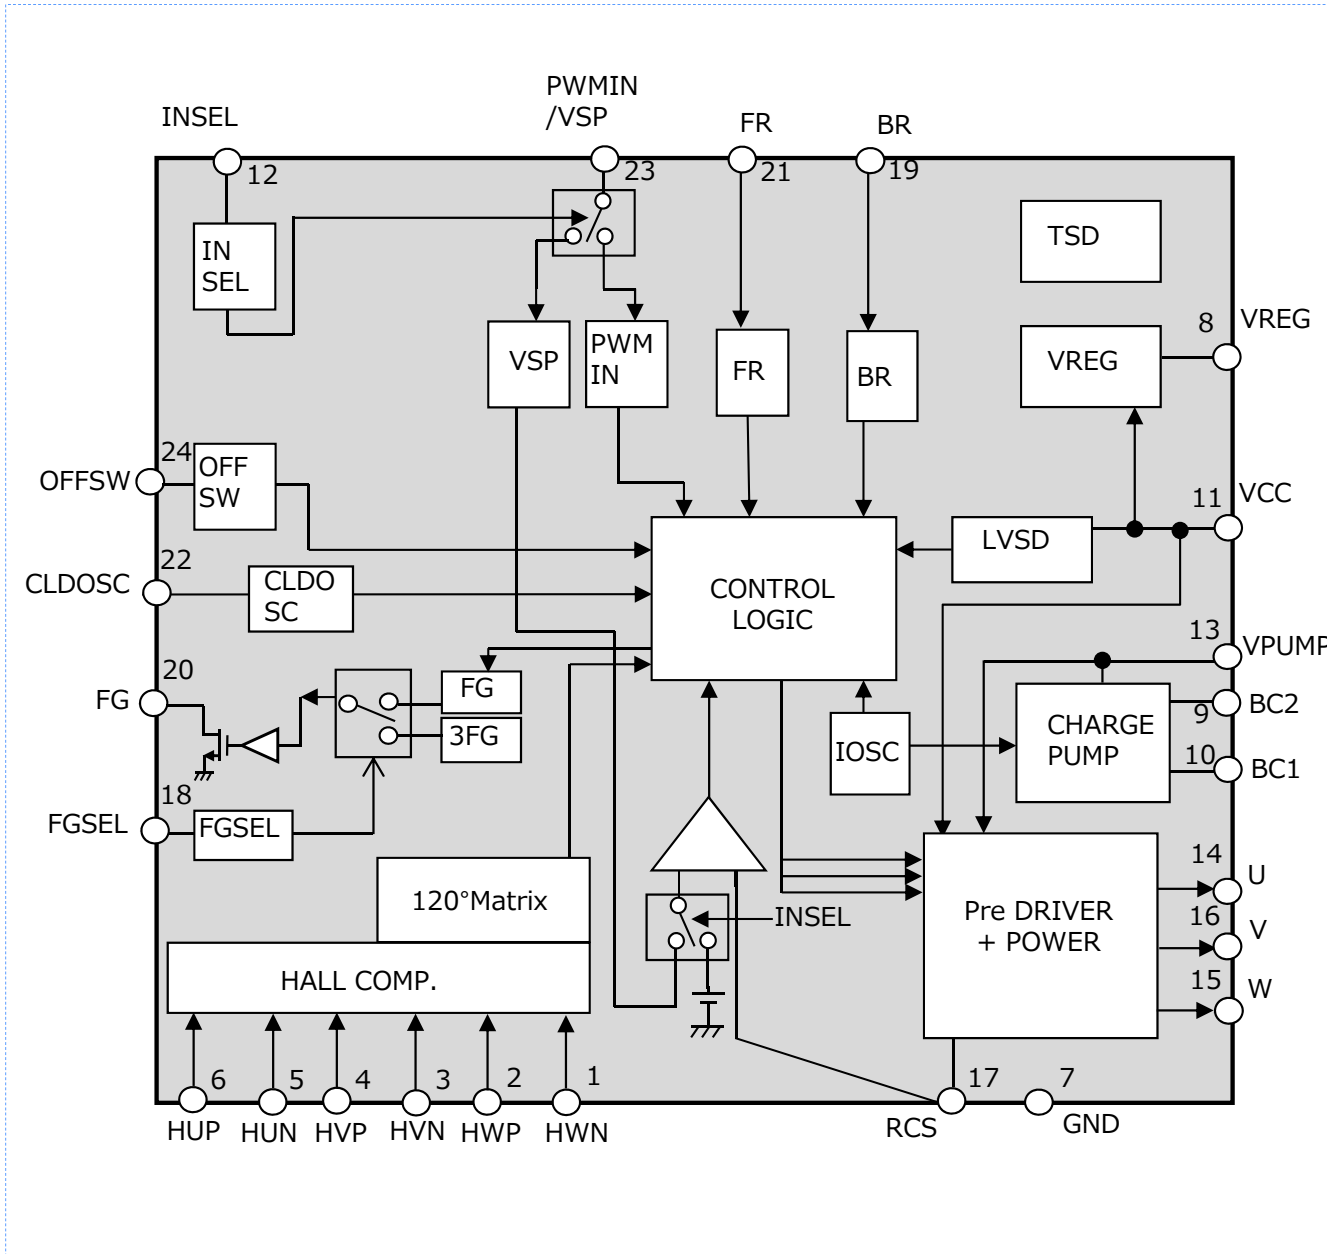 PWMIN
/VSP
INSEL
FR
BR
12
23
21
19
IN
SEL
TSD
VREG
8
VSP
PWM
IN
FR
BR
VREG
24
OFFSW
OFF
SW
VCC
11
LVSD
22
CLDOSC
CLDO
SC
CONTROL
LOGIC
13
VPUMP
20
FG
FG
3FG
BC2
9
IOSC
CHARGE
PUMP
10
BC1
18
FGSEL
FGSEL
14
U
120°Matrix
INSEL
Pre DRIVER
+ POWER
16
V
HALL COMP.
15
W
6
5
4
3
2
1
17
7
HUP
HUN
HVP
HVN
HWP
HWN
RCS
GND